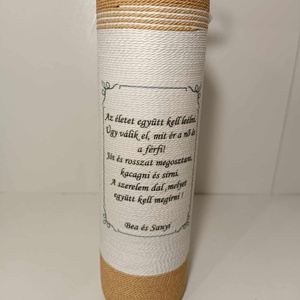 Az életet együtt kell leélni.
Úgy válik el, mit ér a nő és
a férfi!
Jót és rosszat megosztani,
kacagni és sírni.
A szerelem dal, melyet
együtt kell megírni!
Bea és Sanyi